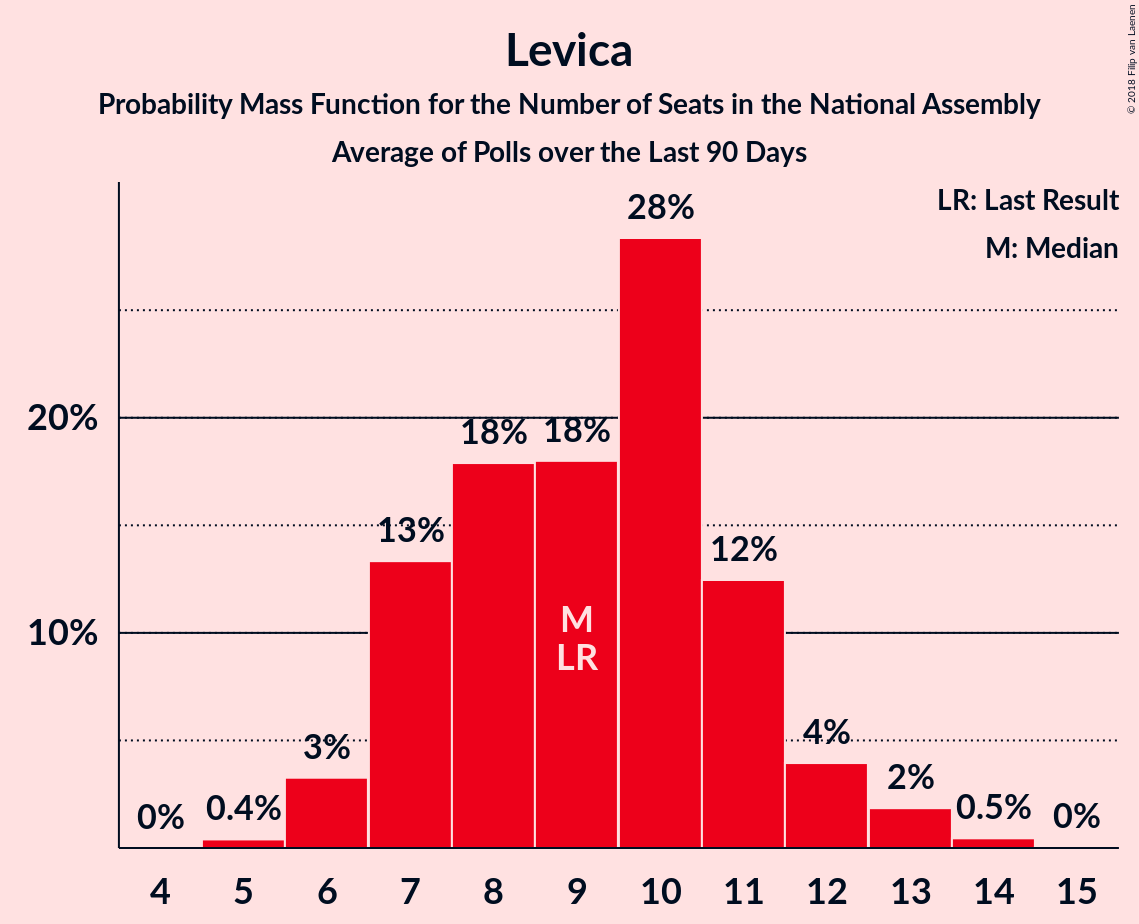 Levica
Probability Mass Function for the Number of Seats in the National Assembly
Average of Polls over the Last 90 Days
© 2018 Filip van Laenen
LR: Last Result
M: Median
28%
20%
18%
18%
13%
12%
M
LR
10%
4%
3%
2%
0%
0.4%
0.5%
0%
4 5 6 7 8 9 10 11 12 13 14 15